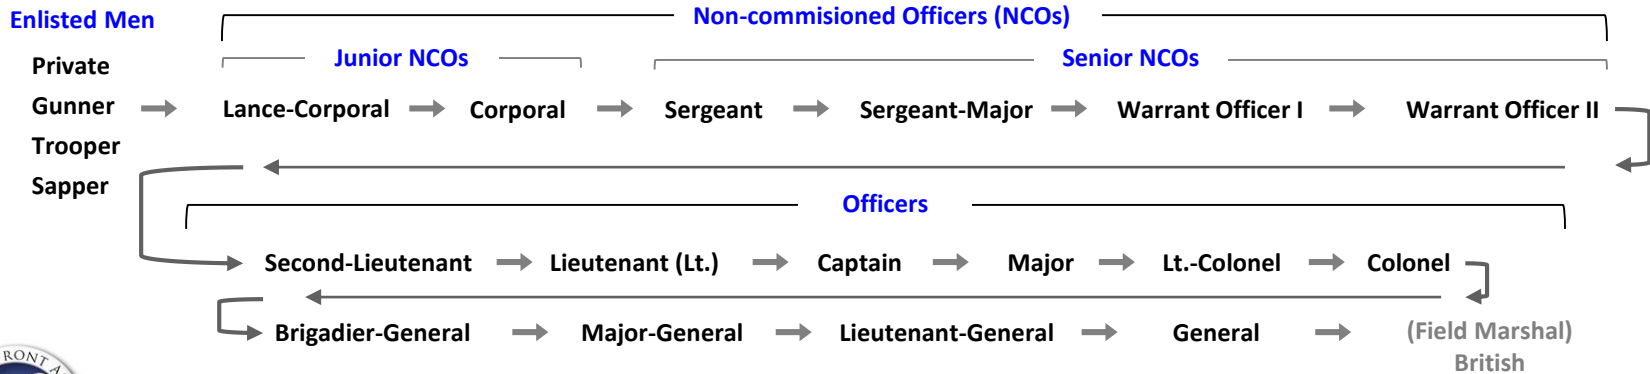 Enlisted Men
Non-commisioned Officers (NCOs)
Junior NCOs
Senior NCOs
Private
Gunner
Trooper
Sapper
Lance-Corporal
Corporal
Sergeant
Sergeant-Major
Warrant Officer I
Warrant Officer II
Officers
Second-Lieutenant
Lieutenant (Lt.)
Captain
Major
Lt.-Colonel
Colonel
Brigadier-General
Major-General
Lieutenant-General
General
(Field Marshal)
British